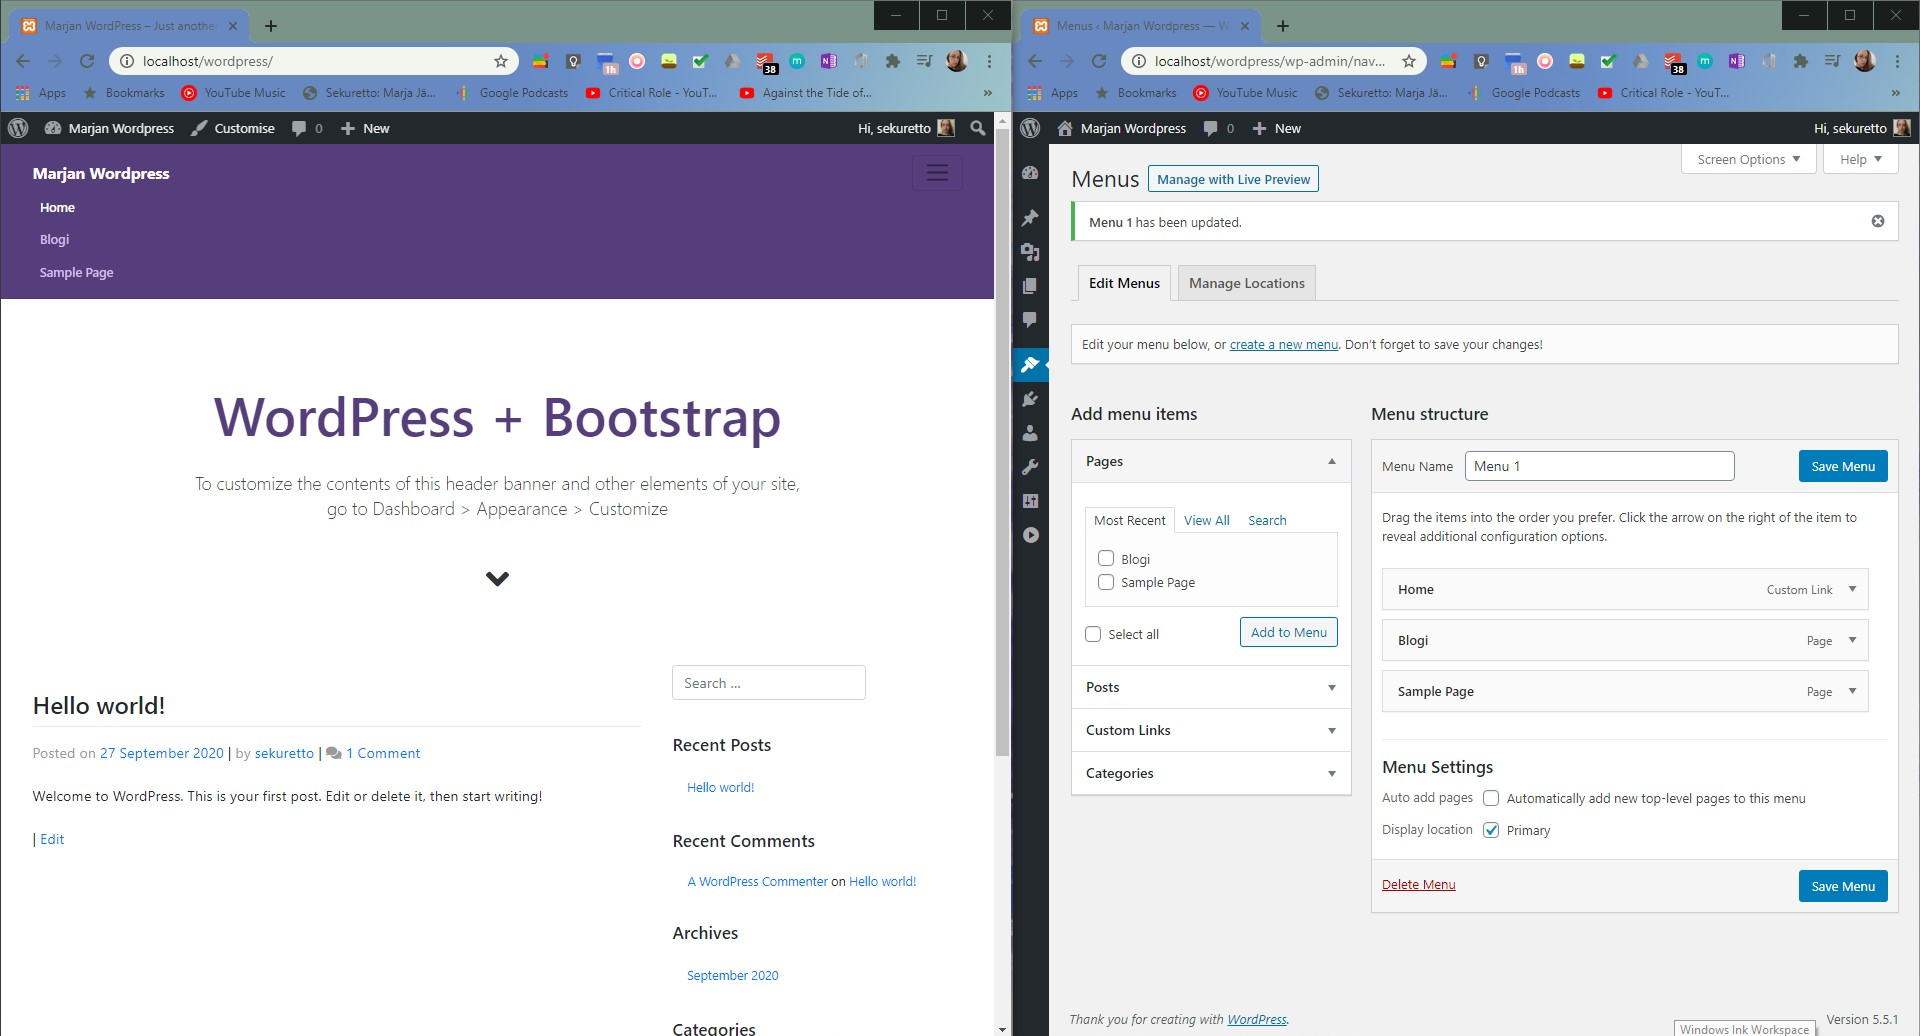 Marjan WordPress – Just another
localhost/wordpress/
1h
38
Apps
Bookmarks
YouTube Music
Sekuretto: Marja Jä...
Google Podcasts
Critical Role - YouT...
Against the Tide of...
»
Marjan Wordpress
Customise
0
New
Hi, sekuretto
Marjan Wordpress
Home
Blogi
Sample Page
WordPress + Bootstrap
To customize the contents of this header banner and other elements of your site,
go to Dashboard > Appearance > Customize
Hello world!
Posted on 27 September 2020 | by sekuretto | 1 Comment
Welcome to WordPress. This is your first post. Edit or delete it, then start writing!
| Edit
Search …
Recent Posts
Hello world!
Recent Comments
A WordPress Commenter on Hello world!
Archives
September 2020
Categories
Menus ‹ Marjan Wordpress — W
localhost/wordpress/wp-admin/nav...
1h
38
Apps
Bookmarks
YouTube Music
Sekuretto: Marja Jä...
Google Podcasts
Critical Role - YouT...
»
Marjan Wordpress
0
New
Hi, sekuretto
Screen Options
Help
Menus
Manage with Live Preview
Menu 1 has been updated.
Edit Menus
Manage Locations
Edit your menu below, or create a new menu. Don’t forget to save your changes!
Add menu items
Pages
Most Recent
View All
Search
Blogi
Sample Page
Select all
Add to Menu
Posts
Custom Links
Categories
Menu structure
Menu Name
Menu 1
Save Menu
Drag the items into the order you prefer. Click the arrow on the right of the item to
reveal additional configuration options.
Home
Custom Link
Blogi
Page
Sample Page
Page
Menu Settings
Auto add pages
Automatically add new top-level pages to this menu
Display location
Primary
Delete Menu
Save Menu
Thank you for creating with WordPress.
Windows Ink Workspace
Version 5.5.1